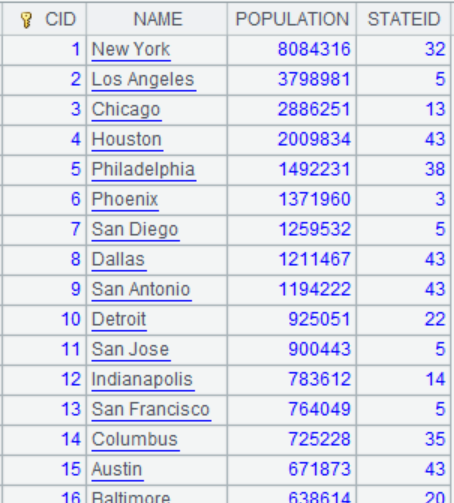 CID NAME POPULATION STATEID
1 New York 8084316 32
2 Los Angeles 3798981 5
3 Chicago 2886251 13
4 Houston 2009834 43
5 Philadelphia 1492231 38
6 Phoenix 1371960 3
7 San Diego 1259532 5
8 Dallas 1211467 43
9 San Antonio 1194222 43
10 Detroit 925051 22
11 San Jose 900443 5
12 Indianapolis 783612 14
13 San Francisco 764049 5
14 Columbus 725228 35
15 Austin 671873 43
16 Baltimore 638614 20